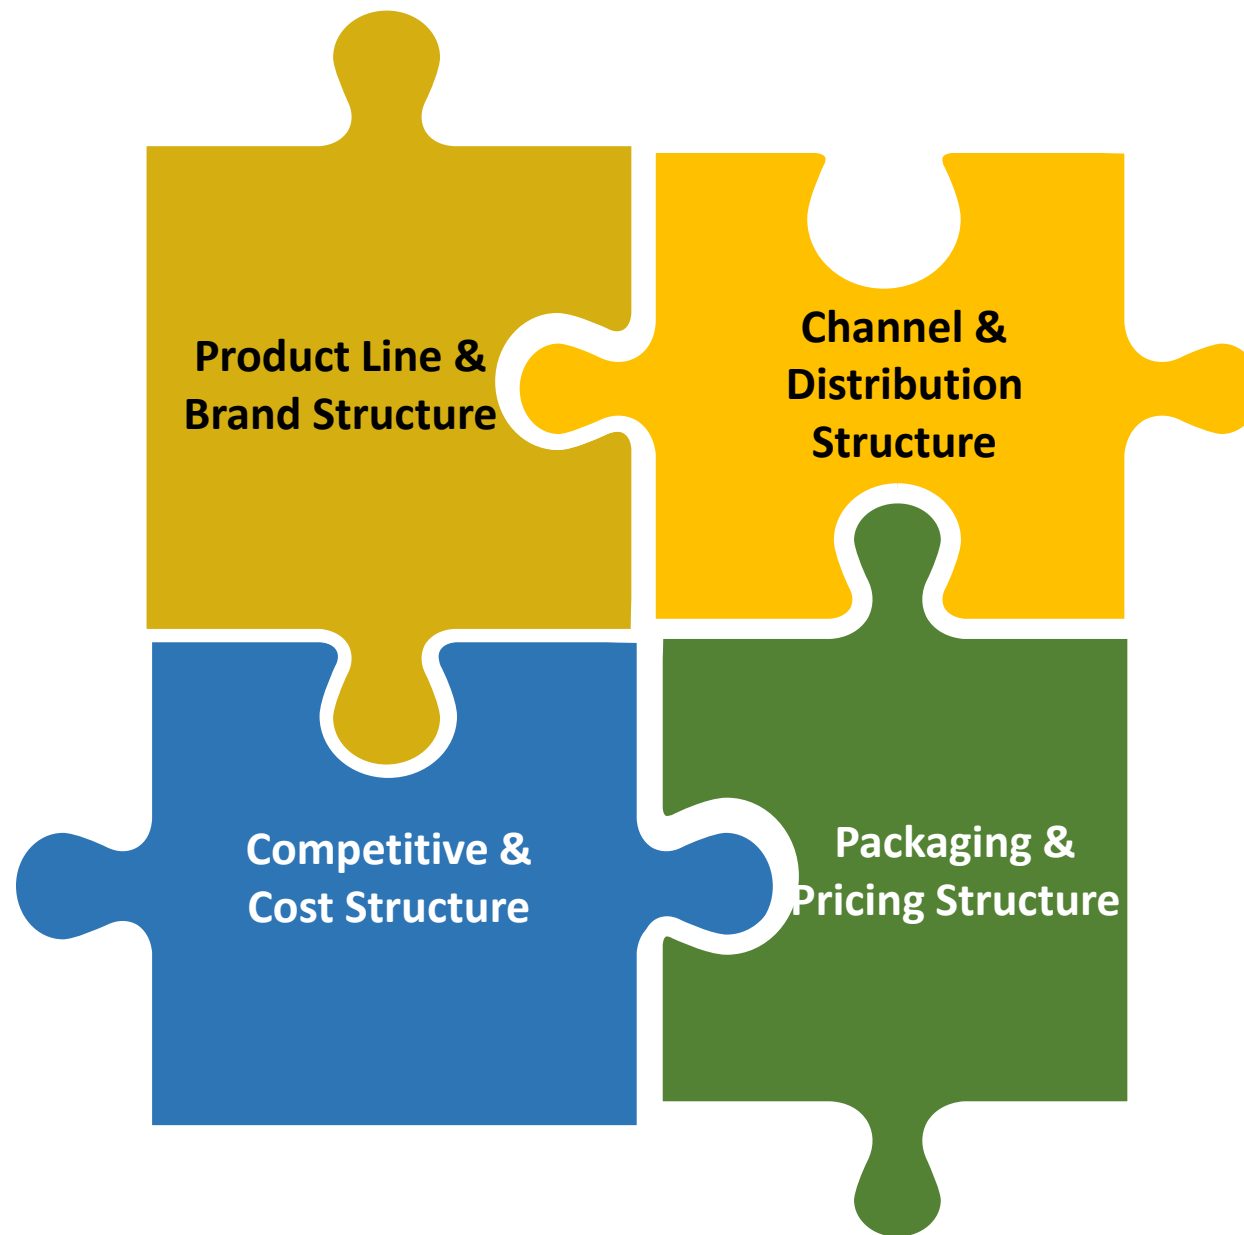 Product Line &
Brand Structure
Channel &
Distribution
Structure
Competitive &
Cost Structure
Packaging &
Pricing Structure